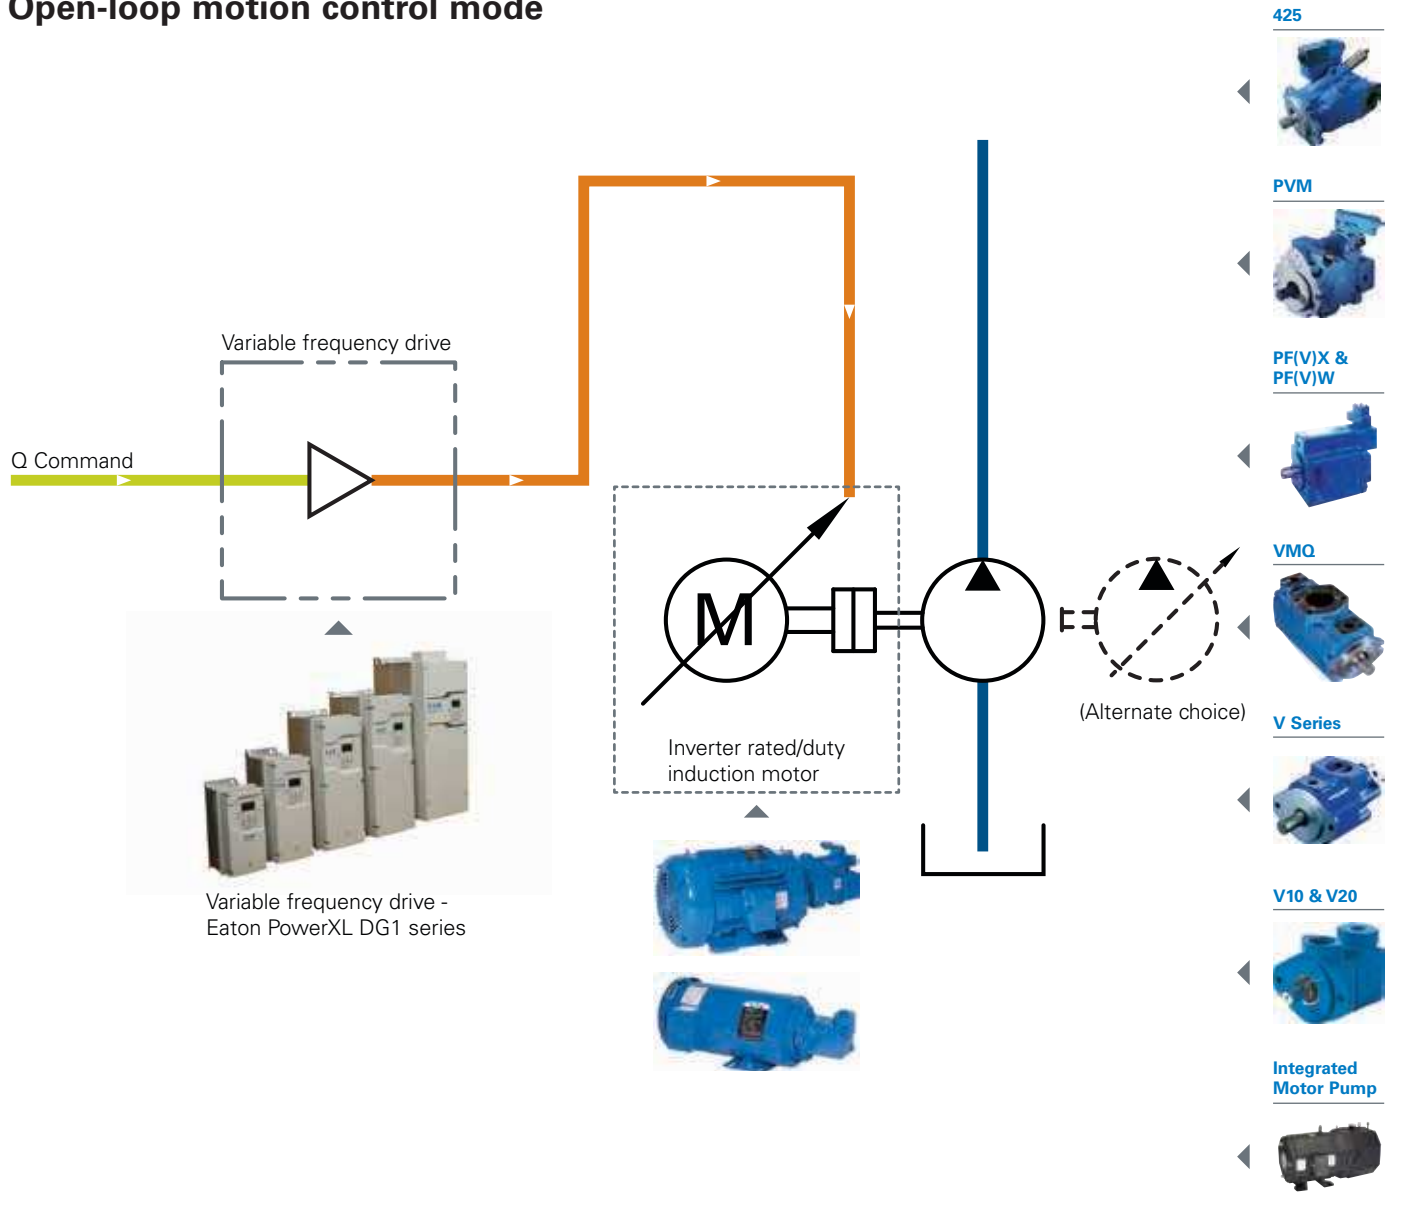 Open-loop motion control mode
425
PVM
PF(V)X &
PF(V)W
VMQ
V Series
V10 & V20
Integrated
Motor Pump
Variable frequency drive
Q Command
M
(Alternate choice)
Inverter rated/duty
induction motor
Variable frequency drive -
Eaton PowerXL DG1 series